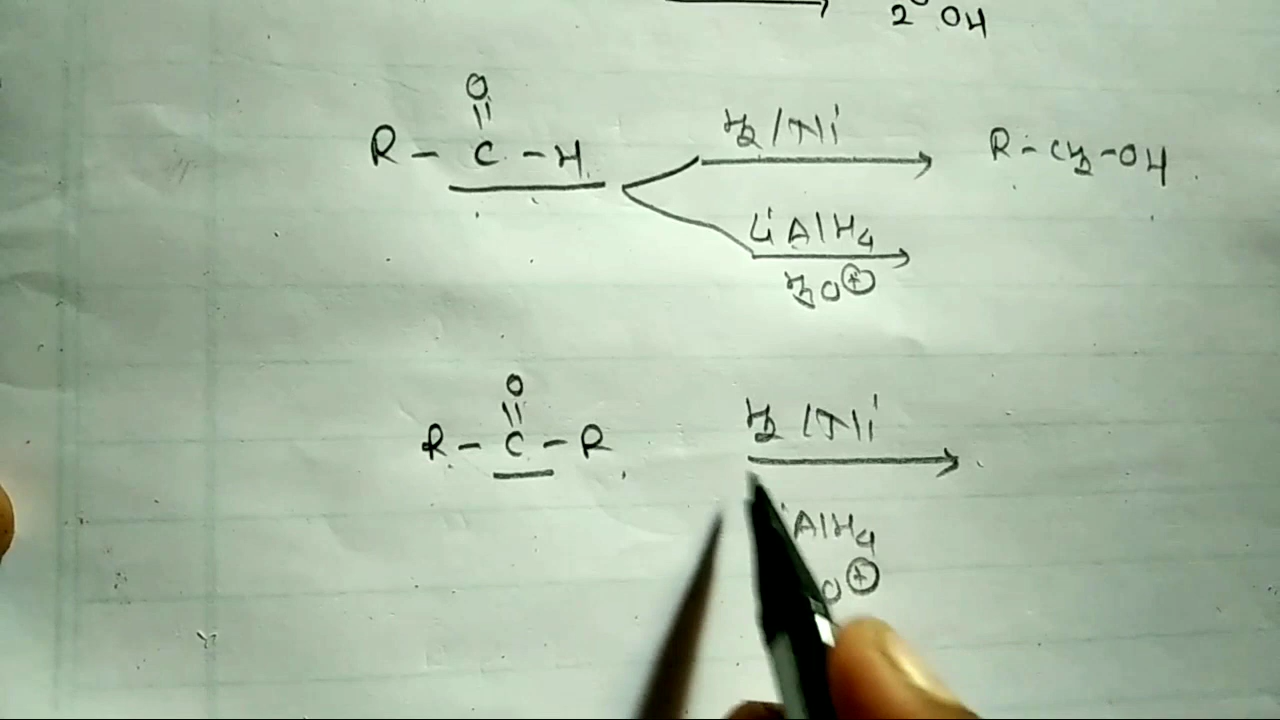 2° OH
O
||
R - C - H
H2 / Ni
R - CH2 - OH
LiAlH4
H3O⊕
O
||
R - C - R
H2 / Ni
AlH4
O⊕